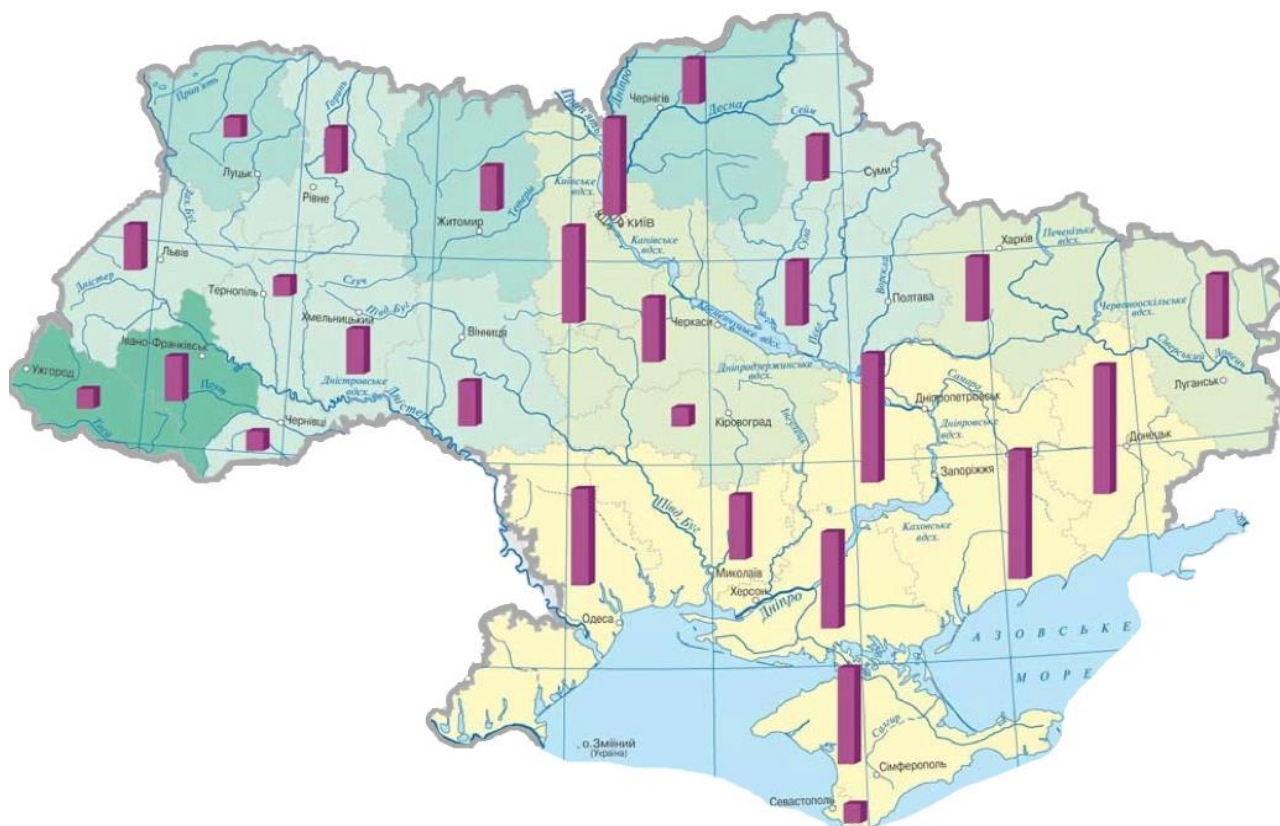 Прип'ять
Горинь
Прип'ять
Дніпро
Чернігів
Десна
Сейм
Луцьк
Рівне
Зах. Буг
Житомир
Тетерів
Київське
вдсх.
КИЇВ
Суми
Канівське
вдсх.
Сула
Псел
Ворскла
Харків
Печенізьке
вдсх.
Львів
Дністер
Тернопіль
Случ
Хмельницький
Півд. Буг
Вінниця
Черкаси
Кременчуцьке вдсх.
Полтава
Червонооскільське
вдсх.
Сіверський Донець
Луганськ
Ужгород
Івано-Франківськ
Прут
Тиса
Чернівці
Дністровське
вдсх.
Дністер
Дніпродзержинське
вдсх.
Кіровоград
Інгулець
Самара
Дніпропетровськ
Дніпровське
вдсх.
Донецьк
Запоріжжя
Каховське
вдсх.
Півд. Буг
Миколаїв
Херсон
Дніпро
Одеса
АЗОВСЬКЕ
МОРЕ
о. Зміїний
(Україна)
Салгир
Сімферополь
Севастополь